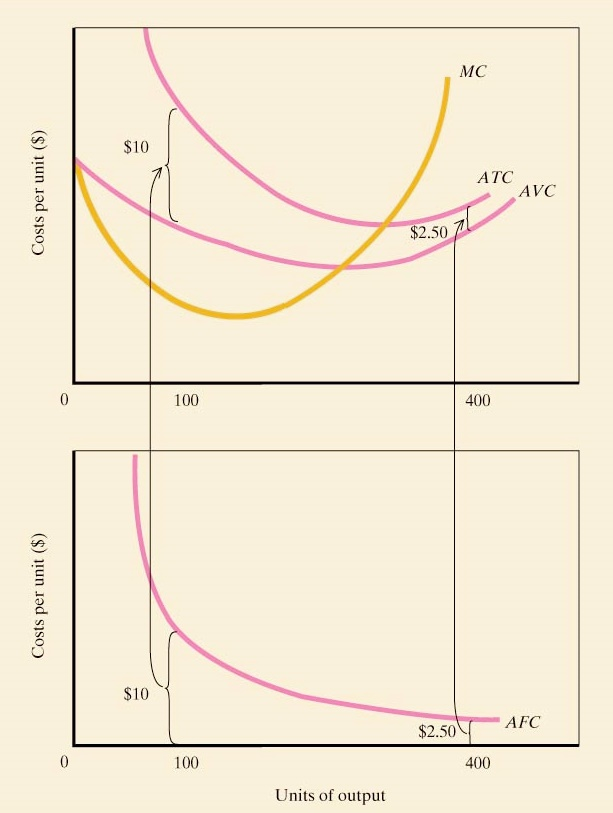 MC
$10
ATC
AVC
$2.50
Costs per unit ($)
0
100
400
Costs per unit ($)
$10
AFC
$2.50
0
100
400
Units of output